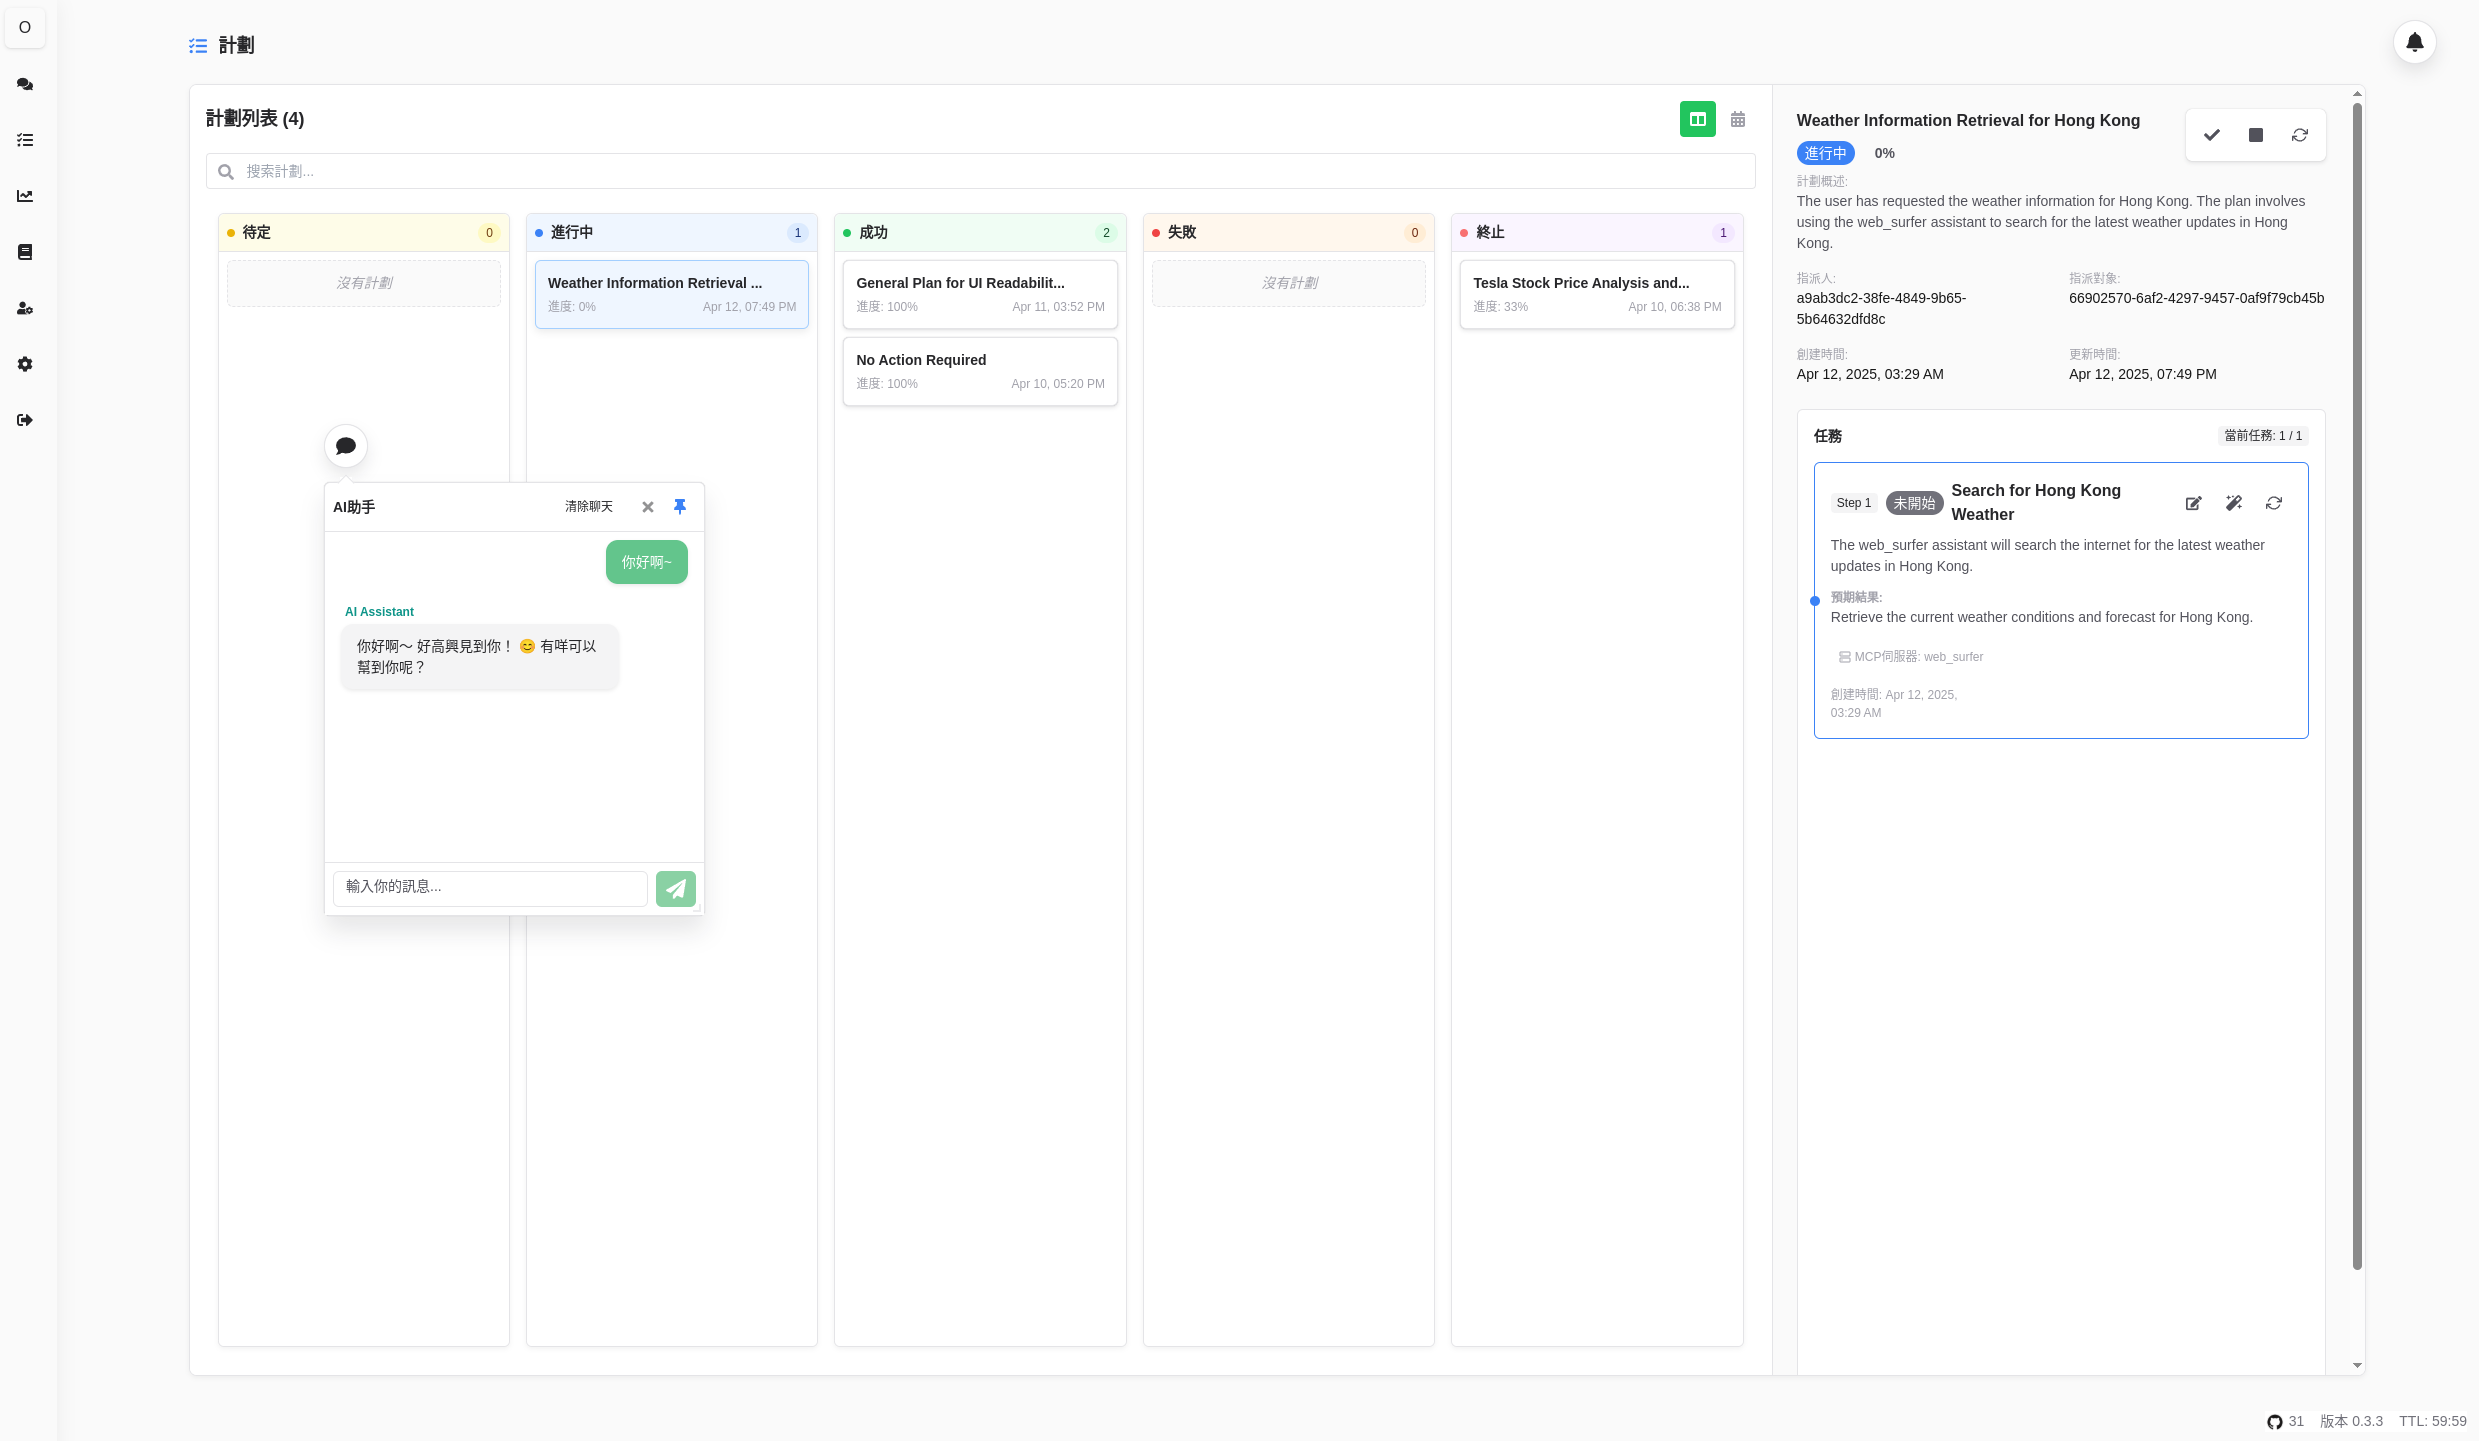 O
計劃
計劃列表 (4)
搜索計劃...
待定
0
沒有計劃
進行中
1
Weather Information Retrieval ...
進度: 0%
Apr 12, 07:49 PM
成功
2
General Plan for UI Readabilit...
進度: 100%
Apr 11, 03:52 PM
No Action Required
進度: 100%
Apr 10, 05:20 PM
失敗
0
沒有計劃
終止
1
Tesla Stock Price Analysis and...
進度: 33%
Apr 10, 06:38 PM
AI助手
清除聊天
你好啊~
AI Assistant
你好啊～ 好高興見到你！ 😊 有咩可以
幫到你呢？
輸入你的訊息...
Weather Information Retrieval for Hong Kong
進行中
0%
計劃概述:
The user has requested the weather information for Hong Kong. The plan involves
using the web_surfer assistant to search for the latest weather updates in Hong
Kong.
指派人:
a9ab3dc2-38fe-4849-9b65-
5b64632dfd8c
指派對象:
66902570-6af2-4297-9457-0af9f79cb45b
創建時間:
Apr 12, 2025, 03:29 AM
更新時間:
Apr 12, 2025, 07:49 PM
任務
當前任務: 1 / 1
Step 1
未開始
Search for Hong Kong
Weather
The web_surfer assistant will search the internet for the latest weather
updates in Hong Kong.
預期結果:
Retrieve the current weather conditions and forecast for Hong Kong.
MCP伺服器: web_surfer
創建時間: Apr 12, 2025,
03:29 AM
31
版本 0.3.3
TTL: 59:59